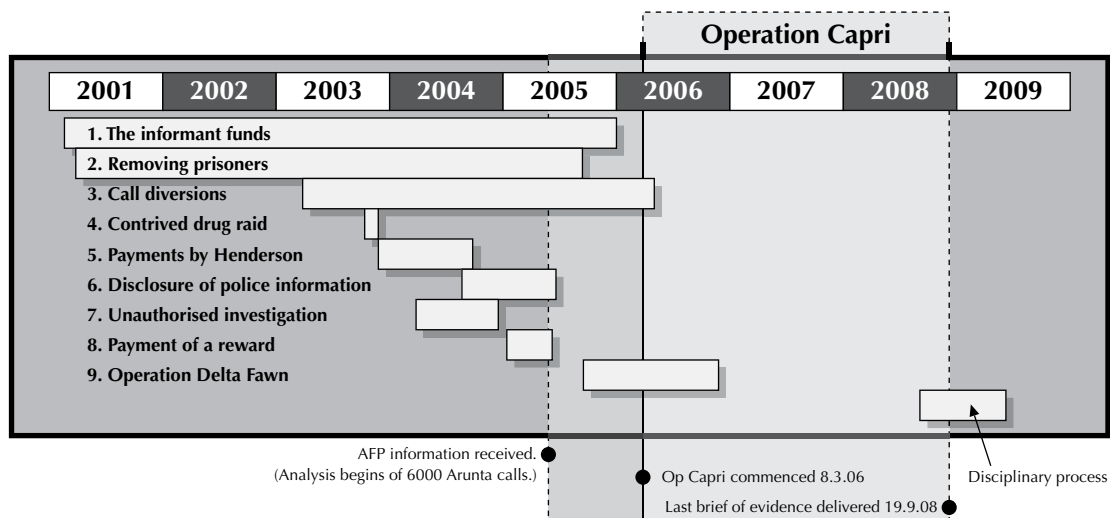 Operation Capri
2001 2002 2003 2004 2005 2006 2007 2008 2009
1. The informant funds
2. Removing prisoners
3. Call diversions
4. Contrived drug raid
5. Payments by Henderson
6. Disclosure of police information
7. Unauthorised investigation
8. Payment of a reward
9. Operation Delta Fawn
AFP information received.
(Analysis begins of 6000 Arunta calls.)
Op Capri commenced 8.3.06
Disciplinary process
Last brief of evidence delivered 19.9.08